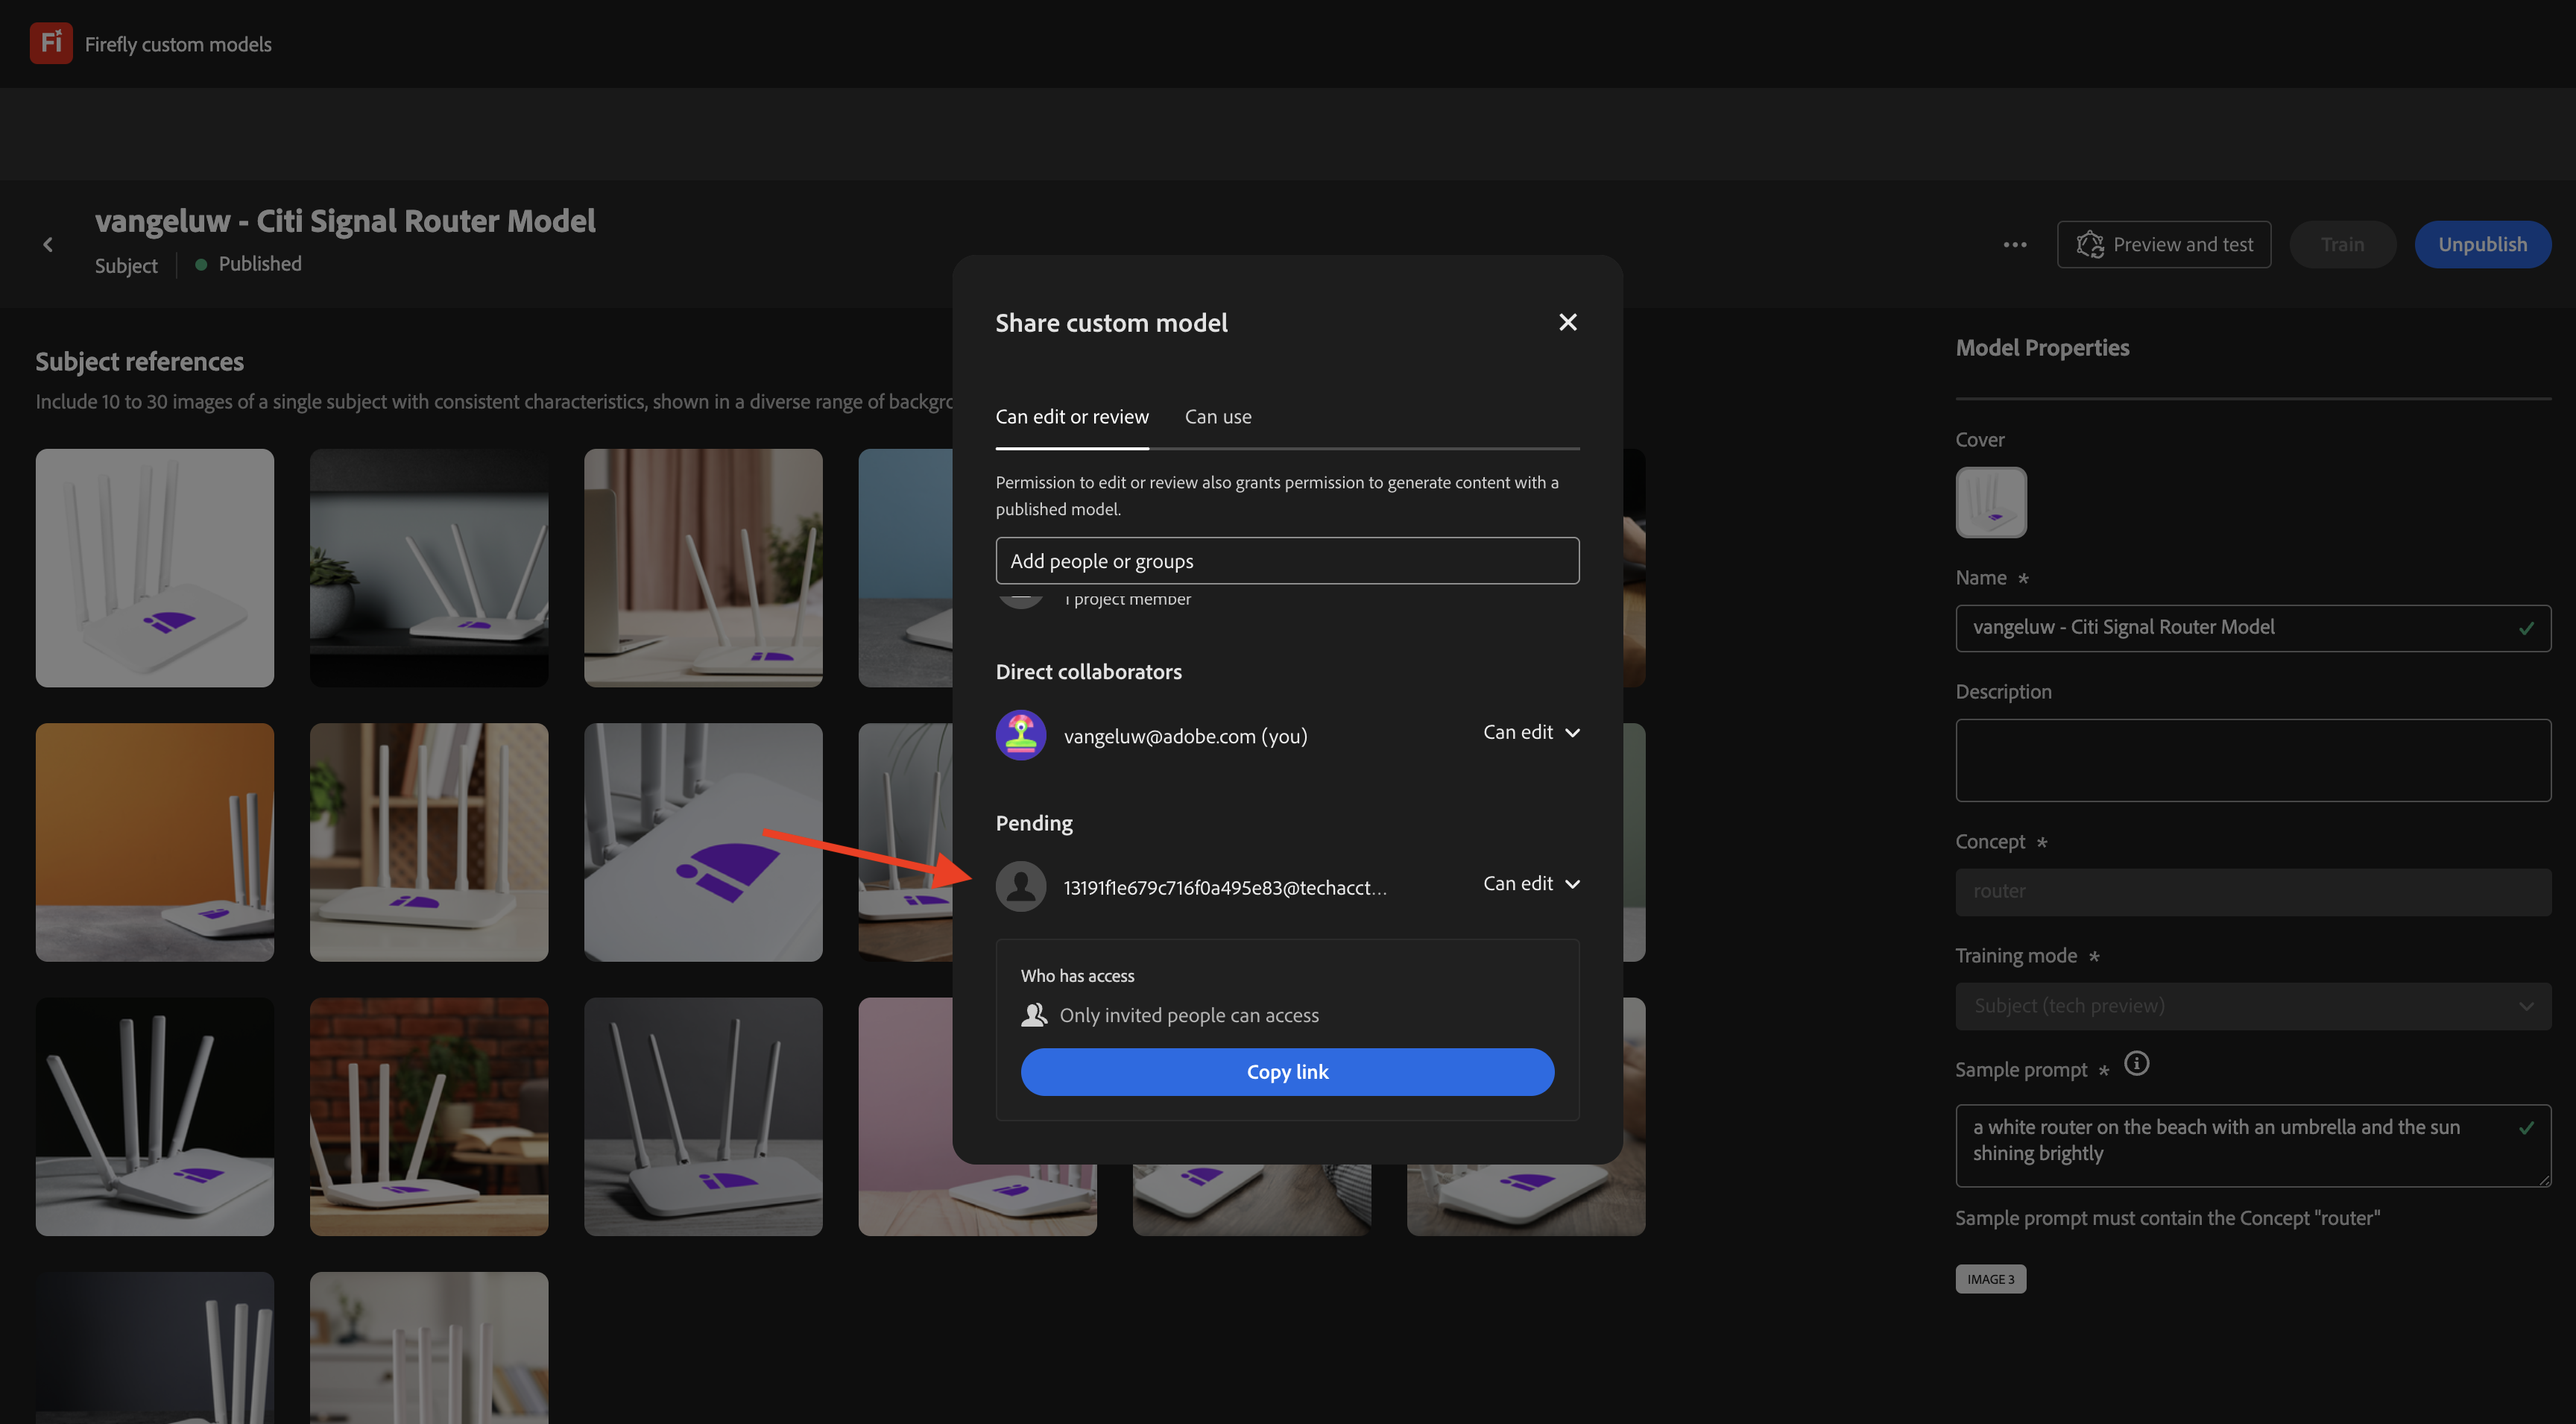 Fi
Firefly custom models
vangeluw - Citi Signal Router Model
Subject
Published
Preview and test
Train
Unpublish
Subject references
Include 10 to 30 images of a single subject with consistent characteristics, shown in a diverse range of backgro
Share custom model
Can edit or review
Can use
Permission to edit or review also grants permission to generate content with a
published model.
Add people or groups
1 project member
Direct collaborators
vangeluw@adobe.com (you)
Can edit
Pending
13191f1e679c716f0a495e83@techacct...
Can edit
Who has access
Only invited people can access
Copy link
Model Properties
Cover
Name *
vangeluw - Citi Signal Router Model
Description
Concept *
router
Training mode *
Subject (tech preview)
Sample prompt *
a white router on the beach with an umbrella and the sun
shining brightly
Sample prompt must contain the Concept "router"
IMAGE 3